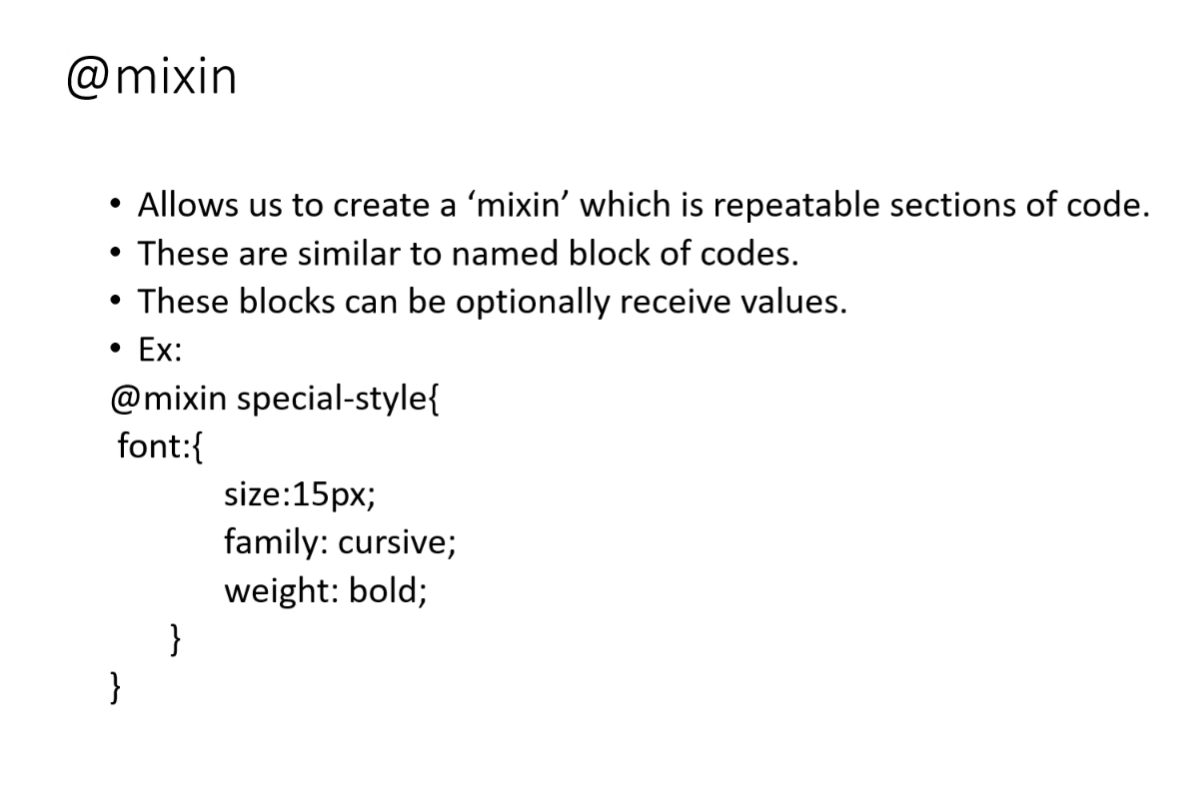 @mixin
• Allows us to create a ‘mixin’ which is repeatable sections of code.
• These are similar to named block of codes.
• These blocks can be optionally receive values.
• Ex:
@mixin special-style{
font:{
size:15px;
family: cursive;
weight: bold;
}
}